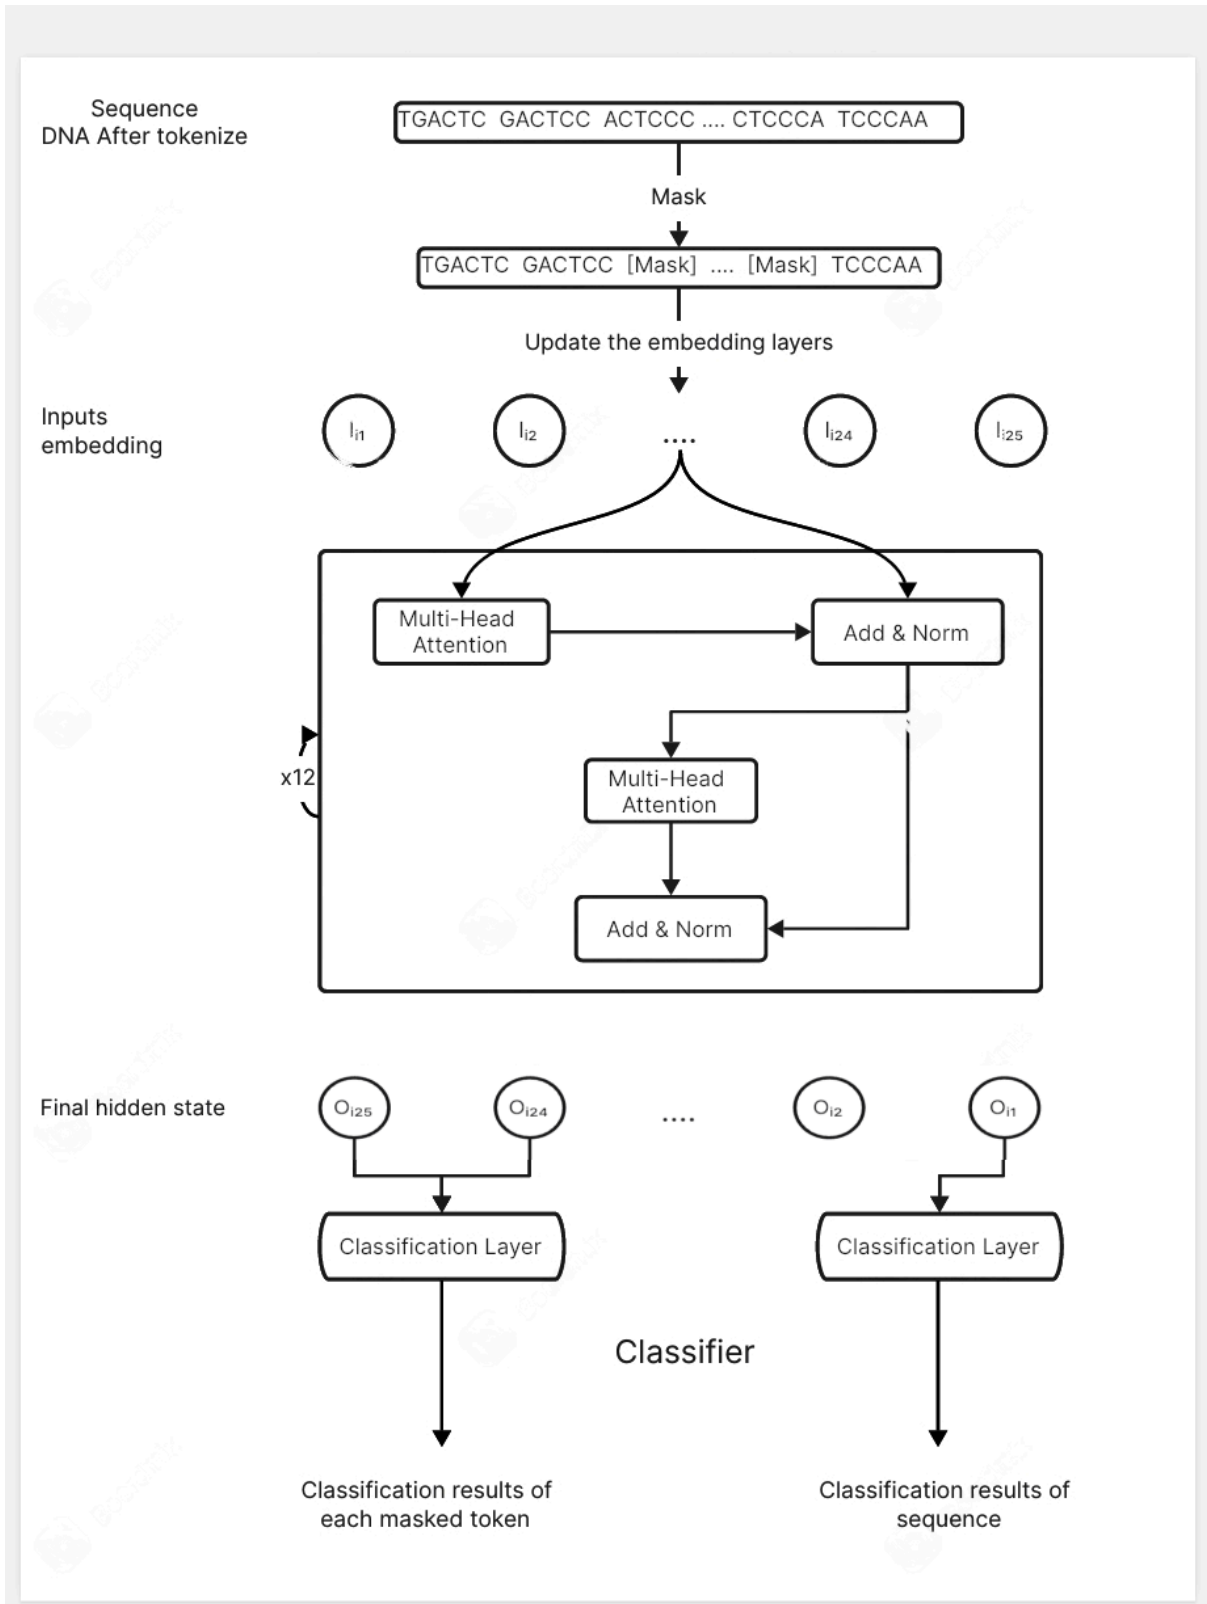 Sequence
DNA After tokenize
TGACTC GACTCC ACTCCC .... CTCCCA TCCCAA
Mask
TGACTC GACTCC [Mask] .... [Mask] TCCCAA
Update the embedding layers
Inputs
embedding
Ii1 Ii2 .... Ii24 Ii25
Multi-Head
Attention
Add & Norm
x12
Multi-Head
Attention
Add & Norm
Final hidden state
Oi25 Oi24 .... Oi2 Oi1
Classification Layer
Classification Layer
Classifier
Classification results of
each masked token
Classification results of
sequence